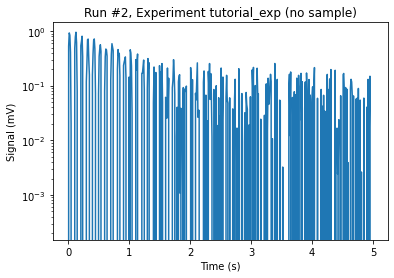 Run #2, Experiment tutorial_exp (no sample)
Signal (mV)
10⁰
10⁻¹
10⁻²
10⁻³
0 1 2 3 4 5
Time (s)